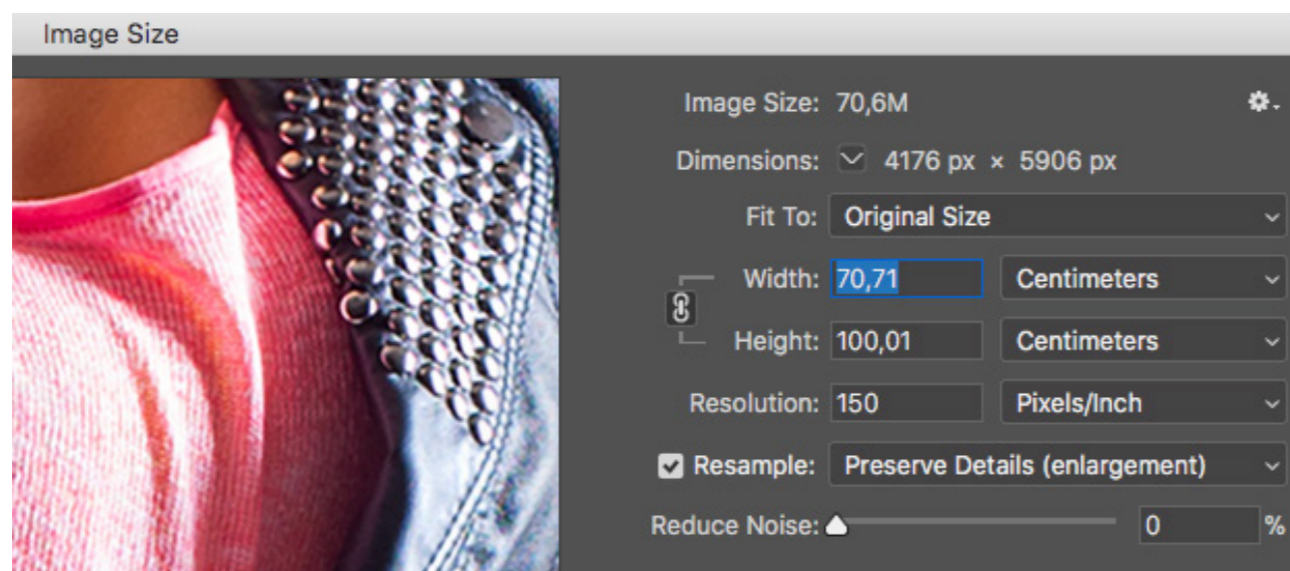 Image Size
Image Size: 70,6M
Dimensions: 4176 px × 5906 px
Fit To: Original Size
Width: 70,71 Centimeters
Height: 100,01 Centimeters
Resolution: 150 Pixels/Inch
Resample: Preserve Details (enlargement)
Reduce Noise: 0 %